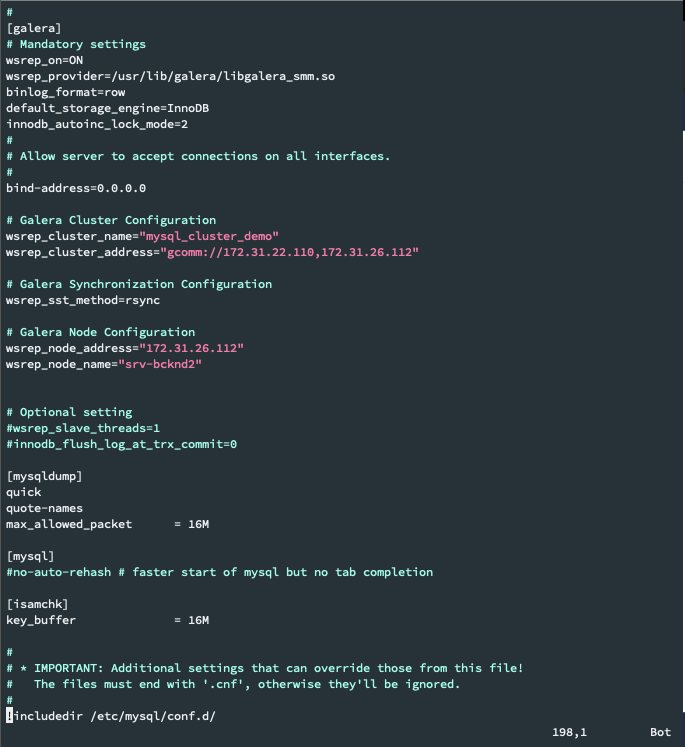 #
[galera]
# Mandatory settings
wsrep_on=ON
wsrep_provider=/usr/lib/galera/libgalera_smm.so
binlog_format=row
default_storage_engine=InnoDB
innodb_autoinc_lock_mode=2
#
# Allow server to accept connections on all interfaces.
#
bind-address=0.0.0.0

# Galera Cluster Configuration
wsrep_cluster_name="mysql_cluster_demo"
wsrep_cluster_address="gcomm://172.31.22.110,172.31.26.112"

# Galera Synchronization Configuration
wsrep_sst_method=rsync

# Galera Node Configuration
wsrep_node_address="172.31.26.112"
wsrep_node_name="srv-bcknd2"


# Optional setting
#wsrep_slave_threads=1
#innodb_flush_log_at_trx_commit=0

[mysqldump]
quick
quote-names
max_allowed_packet      = 16M

[mysql]
#no-auto-rehash # faster start of mysql but no tab completion

[isamchk]
key_buffer              = 16M

#
# * IMPORTANT: Additional settings that can override those from this file!
#   The files must end with '.cnf', otherwise they'll be ignored.
#
!includedir /etc/mysql/conf.d/
198,1         Bot